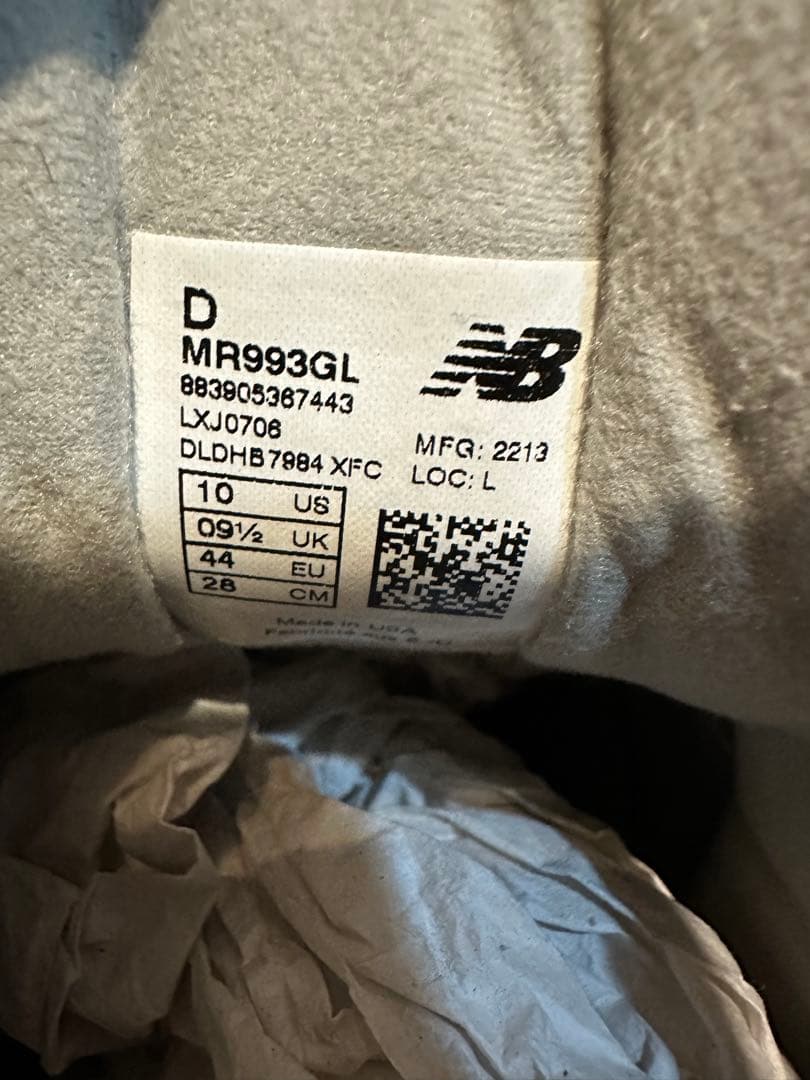 D
MR993GL
NB
883905367443
LXJ0706
DLDHB7984 XFC
MFG: 2213
LOC: L
10 US
09½ UK
44 EU
28 CM
Made in USA